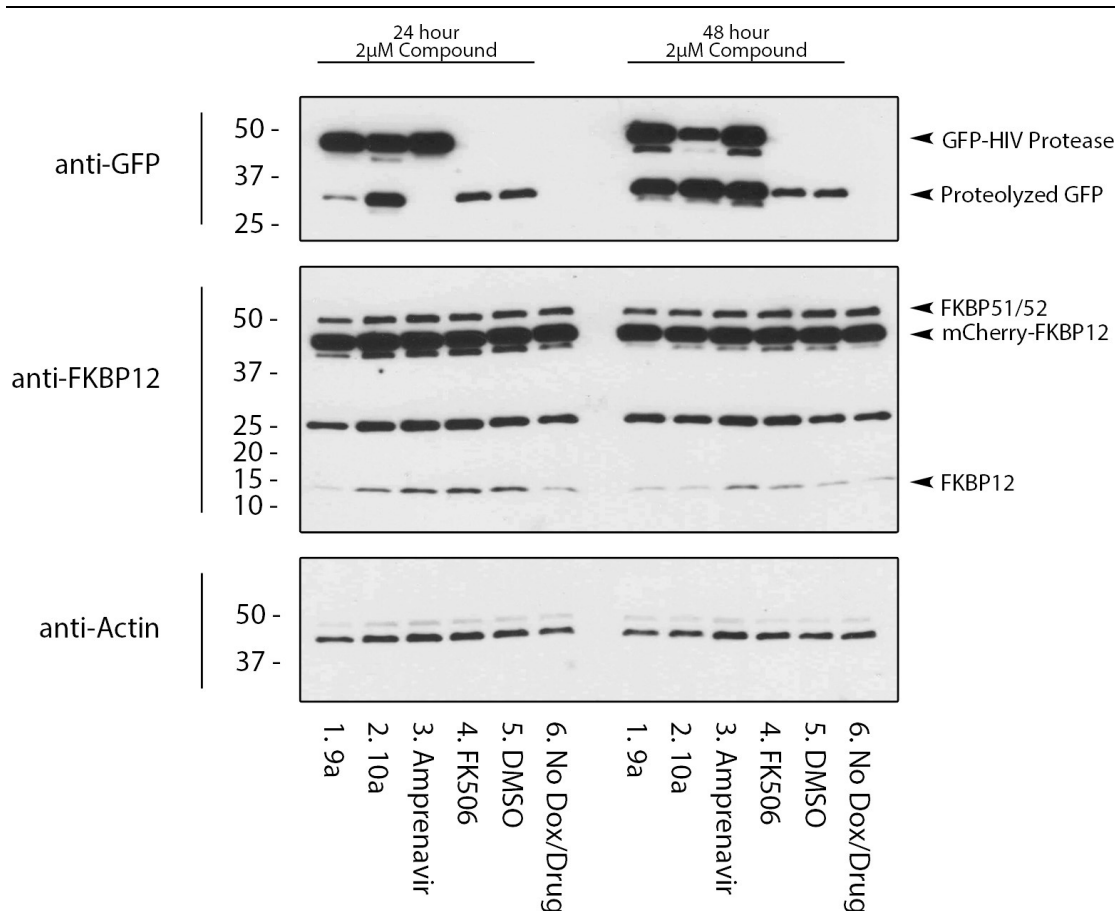 24 hour
2µM Compound
48 hour
2µM Compound
anti-GFP
50 -
37 -
25 -
GFP-HIV Protease
Proteolyzed GFP
anti-FKBP12
50 -
37 -
25 -
20 -
15 -
10 -
FKBP51/52
mCherry-FKBP12
FKBP12
anti-Actin
50 -
37 -
1. 9a
2. 10a
3. Amprenavir
4. FK506
5. DMSO
6. No Dox/Drug
1. 9a
2. 10a
3. Amprenavir
4. FK506
5. DMSO
6. No Dox/Drug